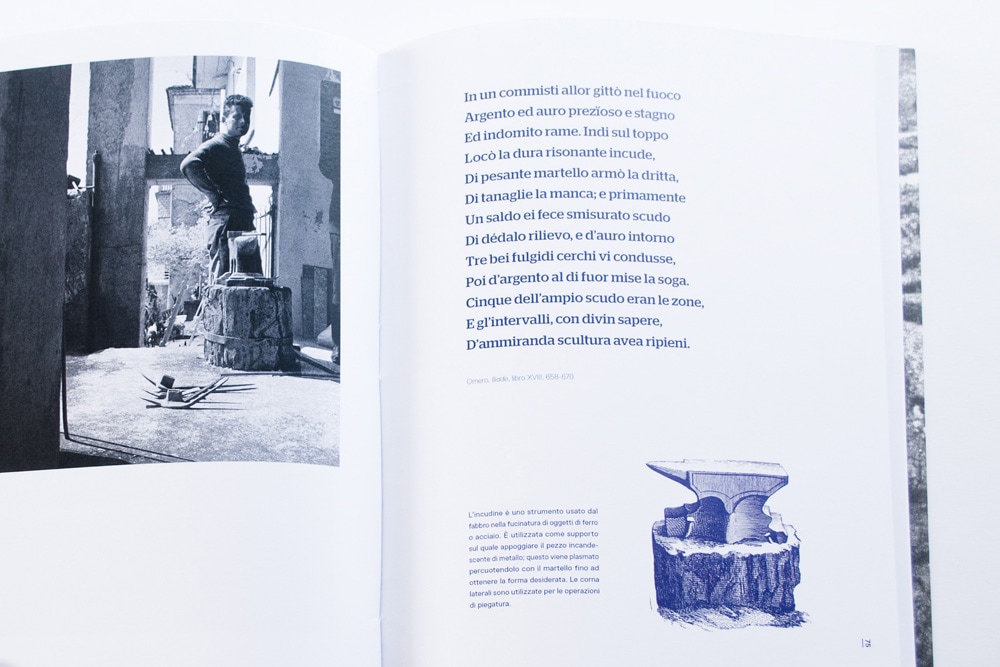 In un commisti allor gittò nel fuoco
Argento ed auro prezïoso e stagno
Ed indomito rame. Indi sul toppo
Locò la dura risonante incude,
Di pesante martello armò la dritta,
Di tanaglie la manca; e primamente
Un saldo ei fece smisurato scudo
Di dédalo rilievo, e d'auro intorno
Tre bei fulgidi cerchi vi condusse,
Poi d'argento al di fuor mise la soga.
Cinque dell'ampio scudo eran le zone,
E gl'intervalli, con divin sapere,
D'ammiranda scultura avea ripieni.
Omero, Iliade, libro XVIII, 658-670
L'incudine è uno strumento usato dal
fabbro nella fucinatura di oggetti di ferro
o acciaio. È utilizzata come supporto
sul quale appoggiare il pezzo incande-
scente di metallo; questo viene plasmato
percuotendolo con il martello fino ad
ottenere la forma desiderata. Le corna
laterali sono utilizzate per le operazioni
di piegatura.